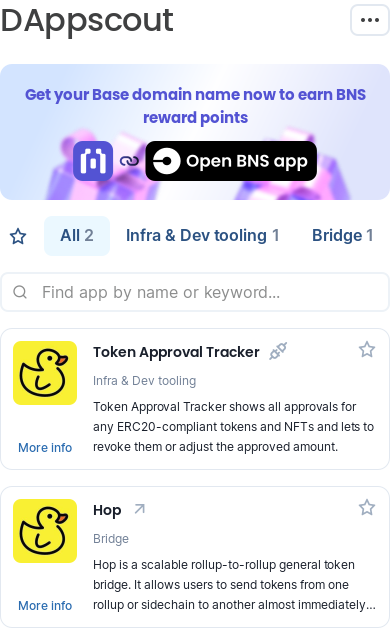 DAppscout
Get your Base domain name now to earn BNS
reward points
Open BNS app
All 2
Infra & Dev tooling 1
Bridge 1
Find app by name or keyword...
Token Approval Tracker
Infra & Dev tooling
Token Approval Tracker shows all approvals for
any ERC20-compliant tokens and NFTs and lets to
revoke them or adjust the approved amount.
More info
Hop
Bridge
Hop is a scalable rollup-to-rollup general token
bridge. It allows users to send tokens from one
rollup or sidechain to another almost immediately…
More info